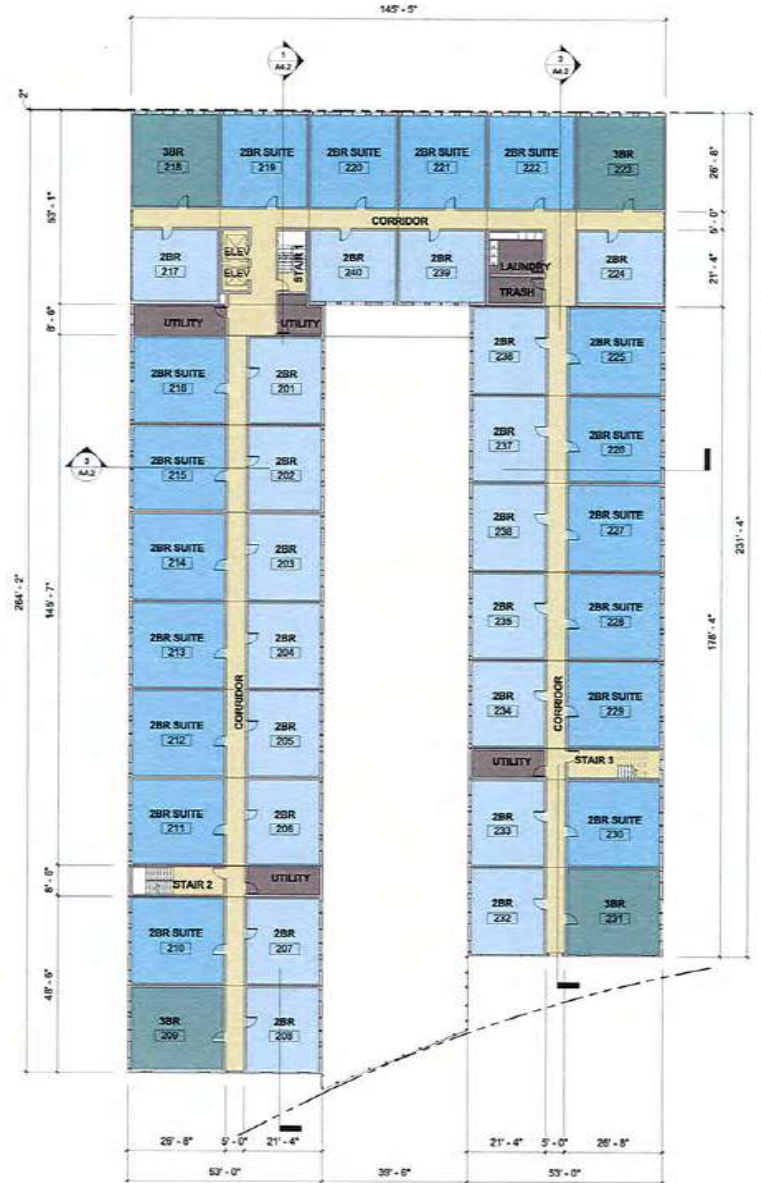 145' - 5"
1
A4.2
2
A4.2
2"
3BR
218
2BR SUITE
219
2BR SUITE
220
2BR SUITE
221
2BR SUITE
222
3BR
223
26' - 8"
53' - 1"
CORRIDOR
5' - 0"
2BR
217
ELEV
ELEV
STAIR 1
2BR
240
2BR
239
LAUNDRY
TRASH
2BR
224
21' - 4"
8' - 6"
UTILITY
UTILITY
2BR SUITE
216
2BR
201
2BR
238
2BR SUITE
225
2BR SUITE
215
2BR
202
2BR
237
2BR SUITE
226
3
A4.2
2BR SUITE
214
2BR
203
2BR
236
2BR SUITE
227
231' - 4"
264' - 2"
145' - 7"
2BR SUITE
213
2BR
204
2BR
235
2BR SUITE
228
176' - 4"
CORRIDOR
2BR SUITE
212
2BR
205
2BR
234
CORRIDOR
2BR SUITE
229
UTILITY
STAIR 3
2BR SUITE
211
2BR
206
2BR
233
2BR SUITE
230
8' - 6"
STAIR 2
UTILITY
2BR SUITE
210
2BR
207
2BR
232
3BR
231
48' - 6"
3BR
209
2BR
208
26' - 8"
5' - 0"
21' - 4"
21' - 4"
5' - 0"
26' - 8"
53' - 0"
39' - 6"
53' - 0"